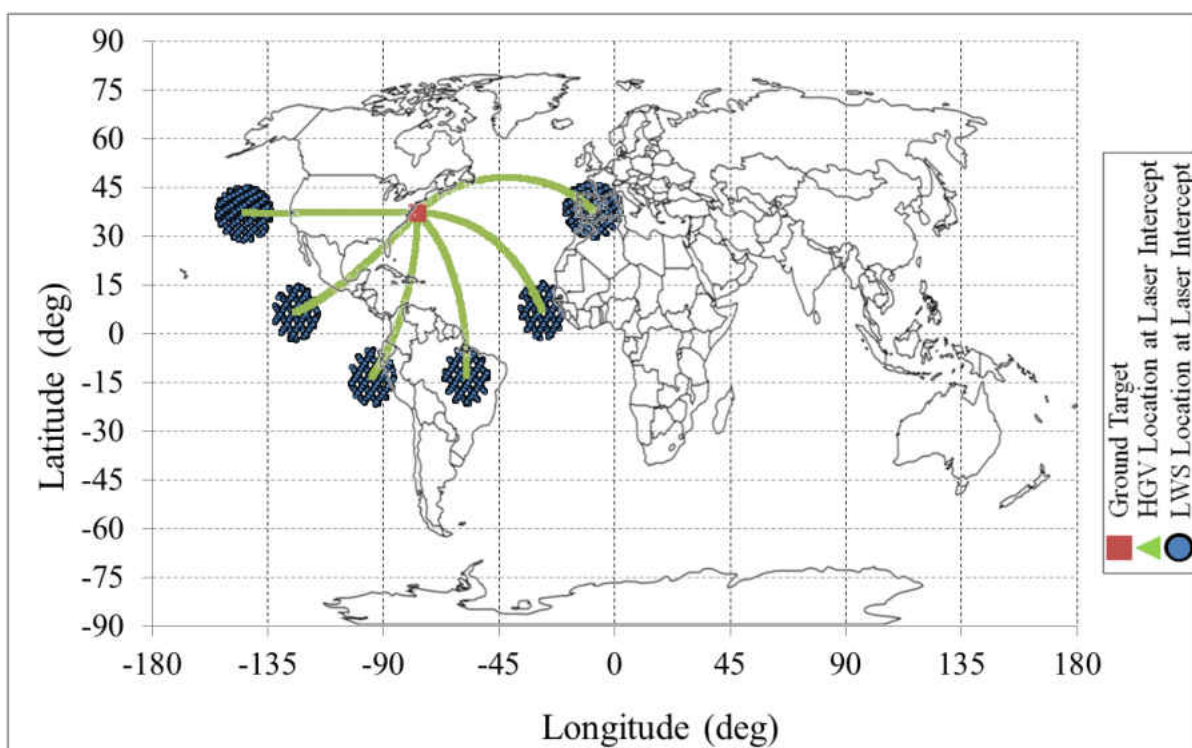 90
75
60
45
30
15
0
-15
-30
-45
-60
-75
-90
Latitude (deg)
-180 -135 -90 -45 0 45 90 135 180
Longitude (deg)
Ground Target
HGV Location at Laser Intercept
LWS Location at Laser Intercept